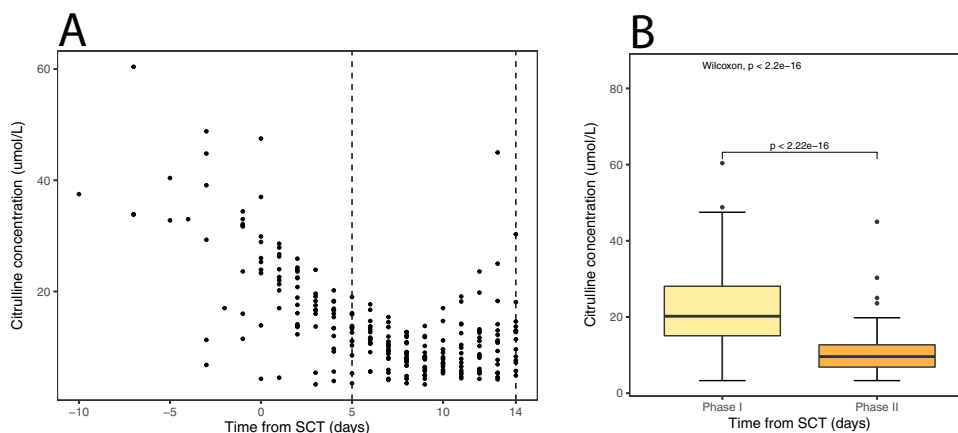 A
Citrulline concentration (umol/L)
60
40
20
−10
−5
0
5
10
14
Time from SCT (days)
B
Citrulline concentration (umol/L)
80
60
40
20
0
Wilcoxon, p < 2.2e−16
p < 2.22e−16
Phase I
Phase II
Time from SCT (days)